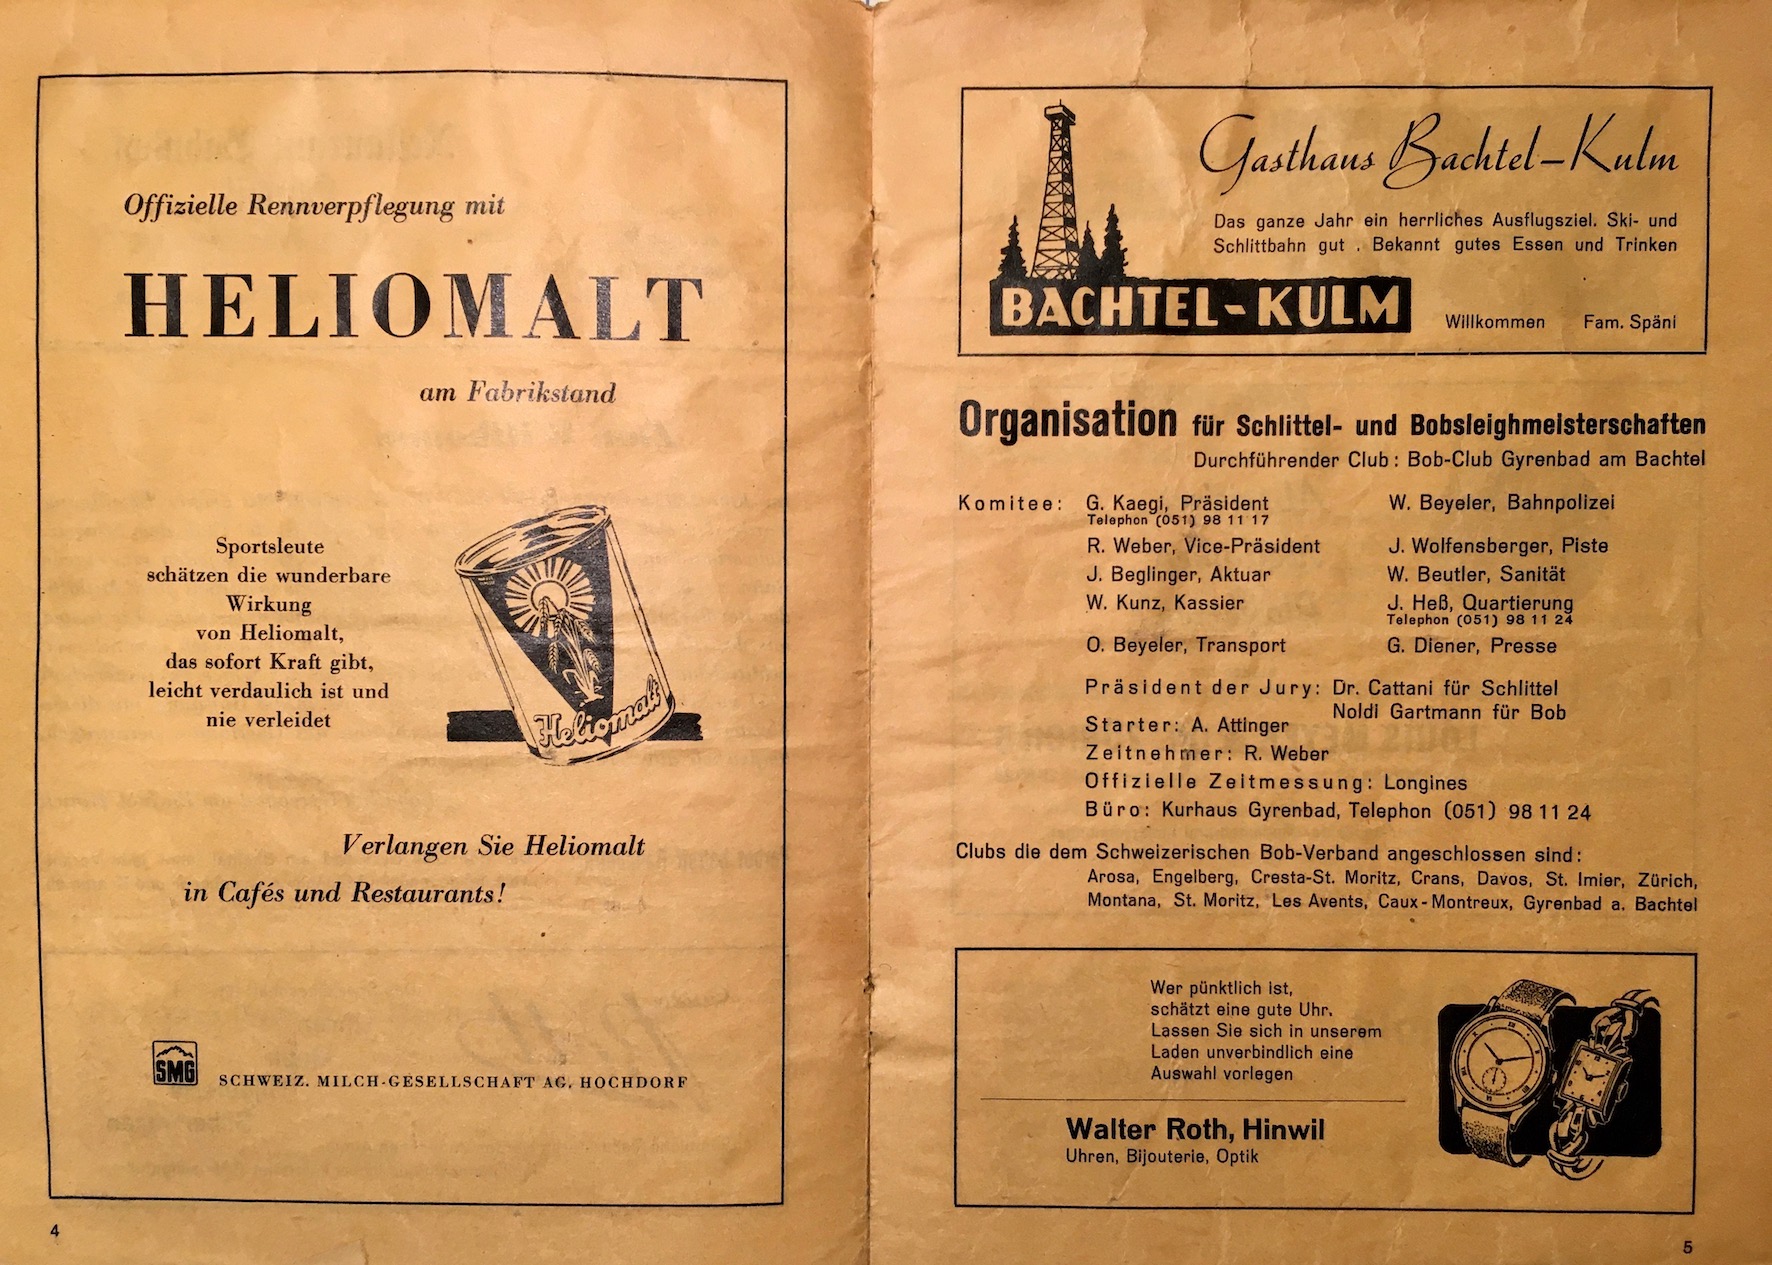 Offizielle Rennverpflegung mit
HELIOMALT
am Fabrikstand
Sportsleute
schätzen die wunderbare
Wirkung
von Heliomalt,
das sofort Kraft gibt,
leicht verdaulich ist und
nie verleidet
Heliomalt
Verlangen Sie Heliomalt
in Cafés und Restaurants!
SMG
SCHWEIZ. MILCH-GESELLSCHAFT AG. HOCHDORF
4
Gasthaus Bachtel-Kulm
Das ganze Jahr ein herrliches Ausflugsziel. Ski- und
Schlittbahn gut . Bekannt gutes Essen und Trinken
BACHTEL-KULM
Willkommen Fam. Späni
Organisation für Schlittel- und Bobsleighmeisterschaften
Durchführender Club: Bob-Club Gyrenbad am Bachtel
Komitee: G. Kaegi, Präsident W. Beyeler, Bahnpolizei
Telephon (051) 98 11 17
R. Weber, Vice-Präsident J. Wolfensberger, Piste
J. Beglinger, Aktuar W. Beutler, Sanität
W. Kunz, Kassier J. Heß, Quartierung
Telephon (051) 98 11 24
O. Beyeler, Transport G. Diener, Presse
Präsident der Jury: Dr. Cattani für Schlittel
Noldi Gartmann für Bob
Starter: A. Attinger
Zeitnehmer: R. Weber
Offizielle Zeitmessung: Longines
Büro: Kurhaus Gyrenbad, Telephon (051) 98 11 24
Clubs die dem Schweizerischen Bob-Verband angeschlossen sind:
Arosa, Engelberg, Cresta-St. Moritz, Crans, Davos, St. Imier, Zürich,
Montana, St. Moritz, Les Avents, Caux-Montreux, Gyrenbad a. Bachtel
Wer pünktlich ist,
schätzt eine gute Uhr.
Lassen Sie sich in unserem
Laden unverbindlich eine
Auswahl vorlegen
Walter Roth, Hinwil
Uhren, Bijouterie, Optik
5